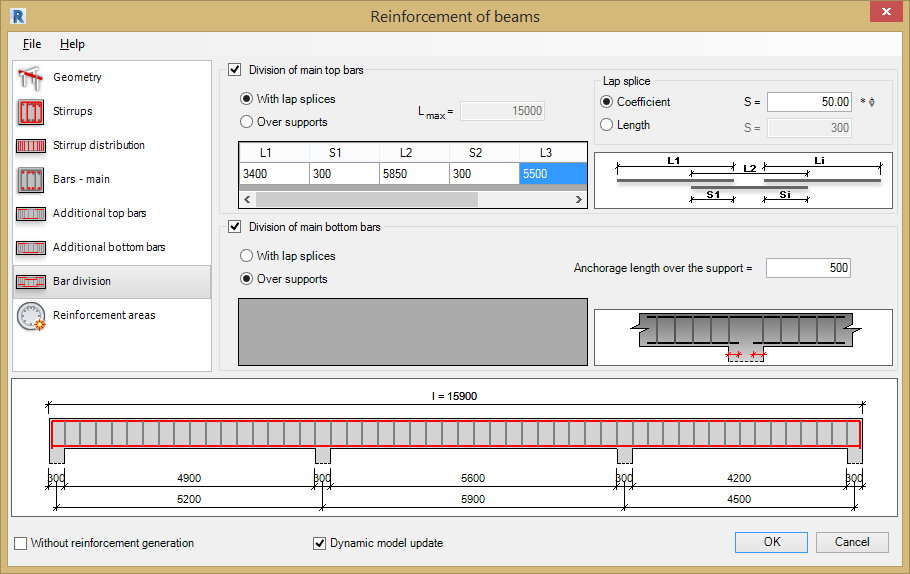 R
Reinforcement of beams
x
File Help
Geometry
Stirrups
Stirrup distribution
Bars - main
Additional top bars
Additional bottom bars
Bar division
Reinforcement areas
Division of main top bars
With lap splices
Over supports
L max = 15000
L1 S1 L2 S2 L3
3400 300 5850 300 5500
Lap splice
Coefficient S = 50.00 * ϕ
Length S = 300
L1 L2 Li
S1 Si
Division of main bottom bars
With lap splices
Over supports
Anchorage length over the support = 500
l = 15900
300 4900 300 5600 300 4200 300
5200 5900 4500
Without reinforcement generation
Dynamic model update
OK
Cancel